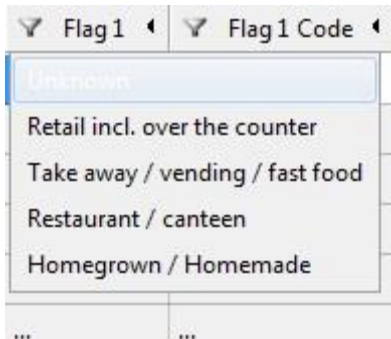 Flag 1 Flag 1 Code
Unknown
Retail incl. over the counter
Take away / vending / fast food
Restaurant / canteen
Homegrown / Homemade
... ...